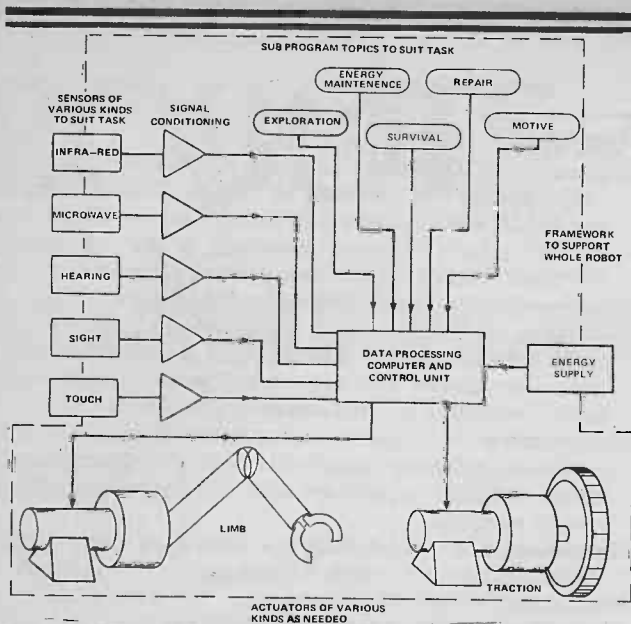 SUB PROGRAM TOPICS TO SUIT TASK
SENSORS OF
VARIOUS KINDS
TO SUIT TASK
SIGNAL
CONDITIONING
ENERGY
MAINTENENCE
REPAIR
EXPLORATION
SURVIVAL
MOTIVE
INFRA-RED
MICROWAVE
HEARING
SIGHT
TOUCH
FRAMEWORK
TO SUPPORT
WHOLE ROBOT
DATA PROCESSING
COMPUTER AND
CONTROL UNIT
ENERGY
SUPPLY
LIMB
TRACTION
ACTUATORS OF VARIOUS
KINDS AS NEEDED